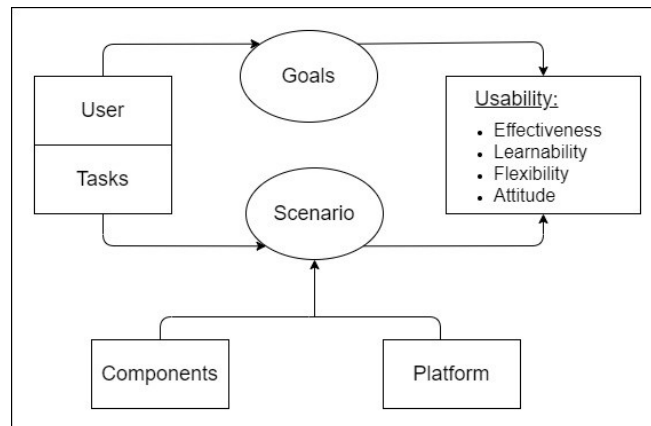 Goals
User
Tasks
Usability:
• Effectiveness
• Learnability
• Flexibility
• Attitude
Scenario
Components
Platform